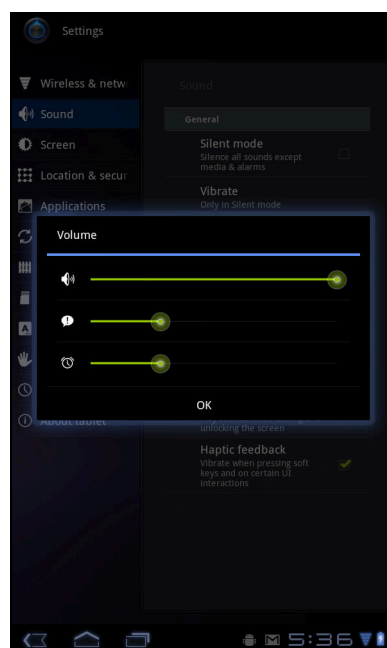 Settings
Wireless & netw
Sound
Sound
General
Silent mode
Silence all sounds except
media & alarms
Screen
Location & secur
Vibrate
Only in Silent mode
Applications
Volume
OK
About tablet
unlocking the screen
Haptic feedback
Vibrate when pressing soft
keys and on certain UI
interactions
5:36